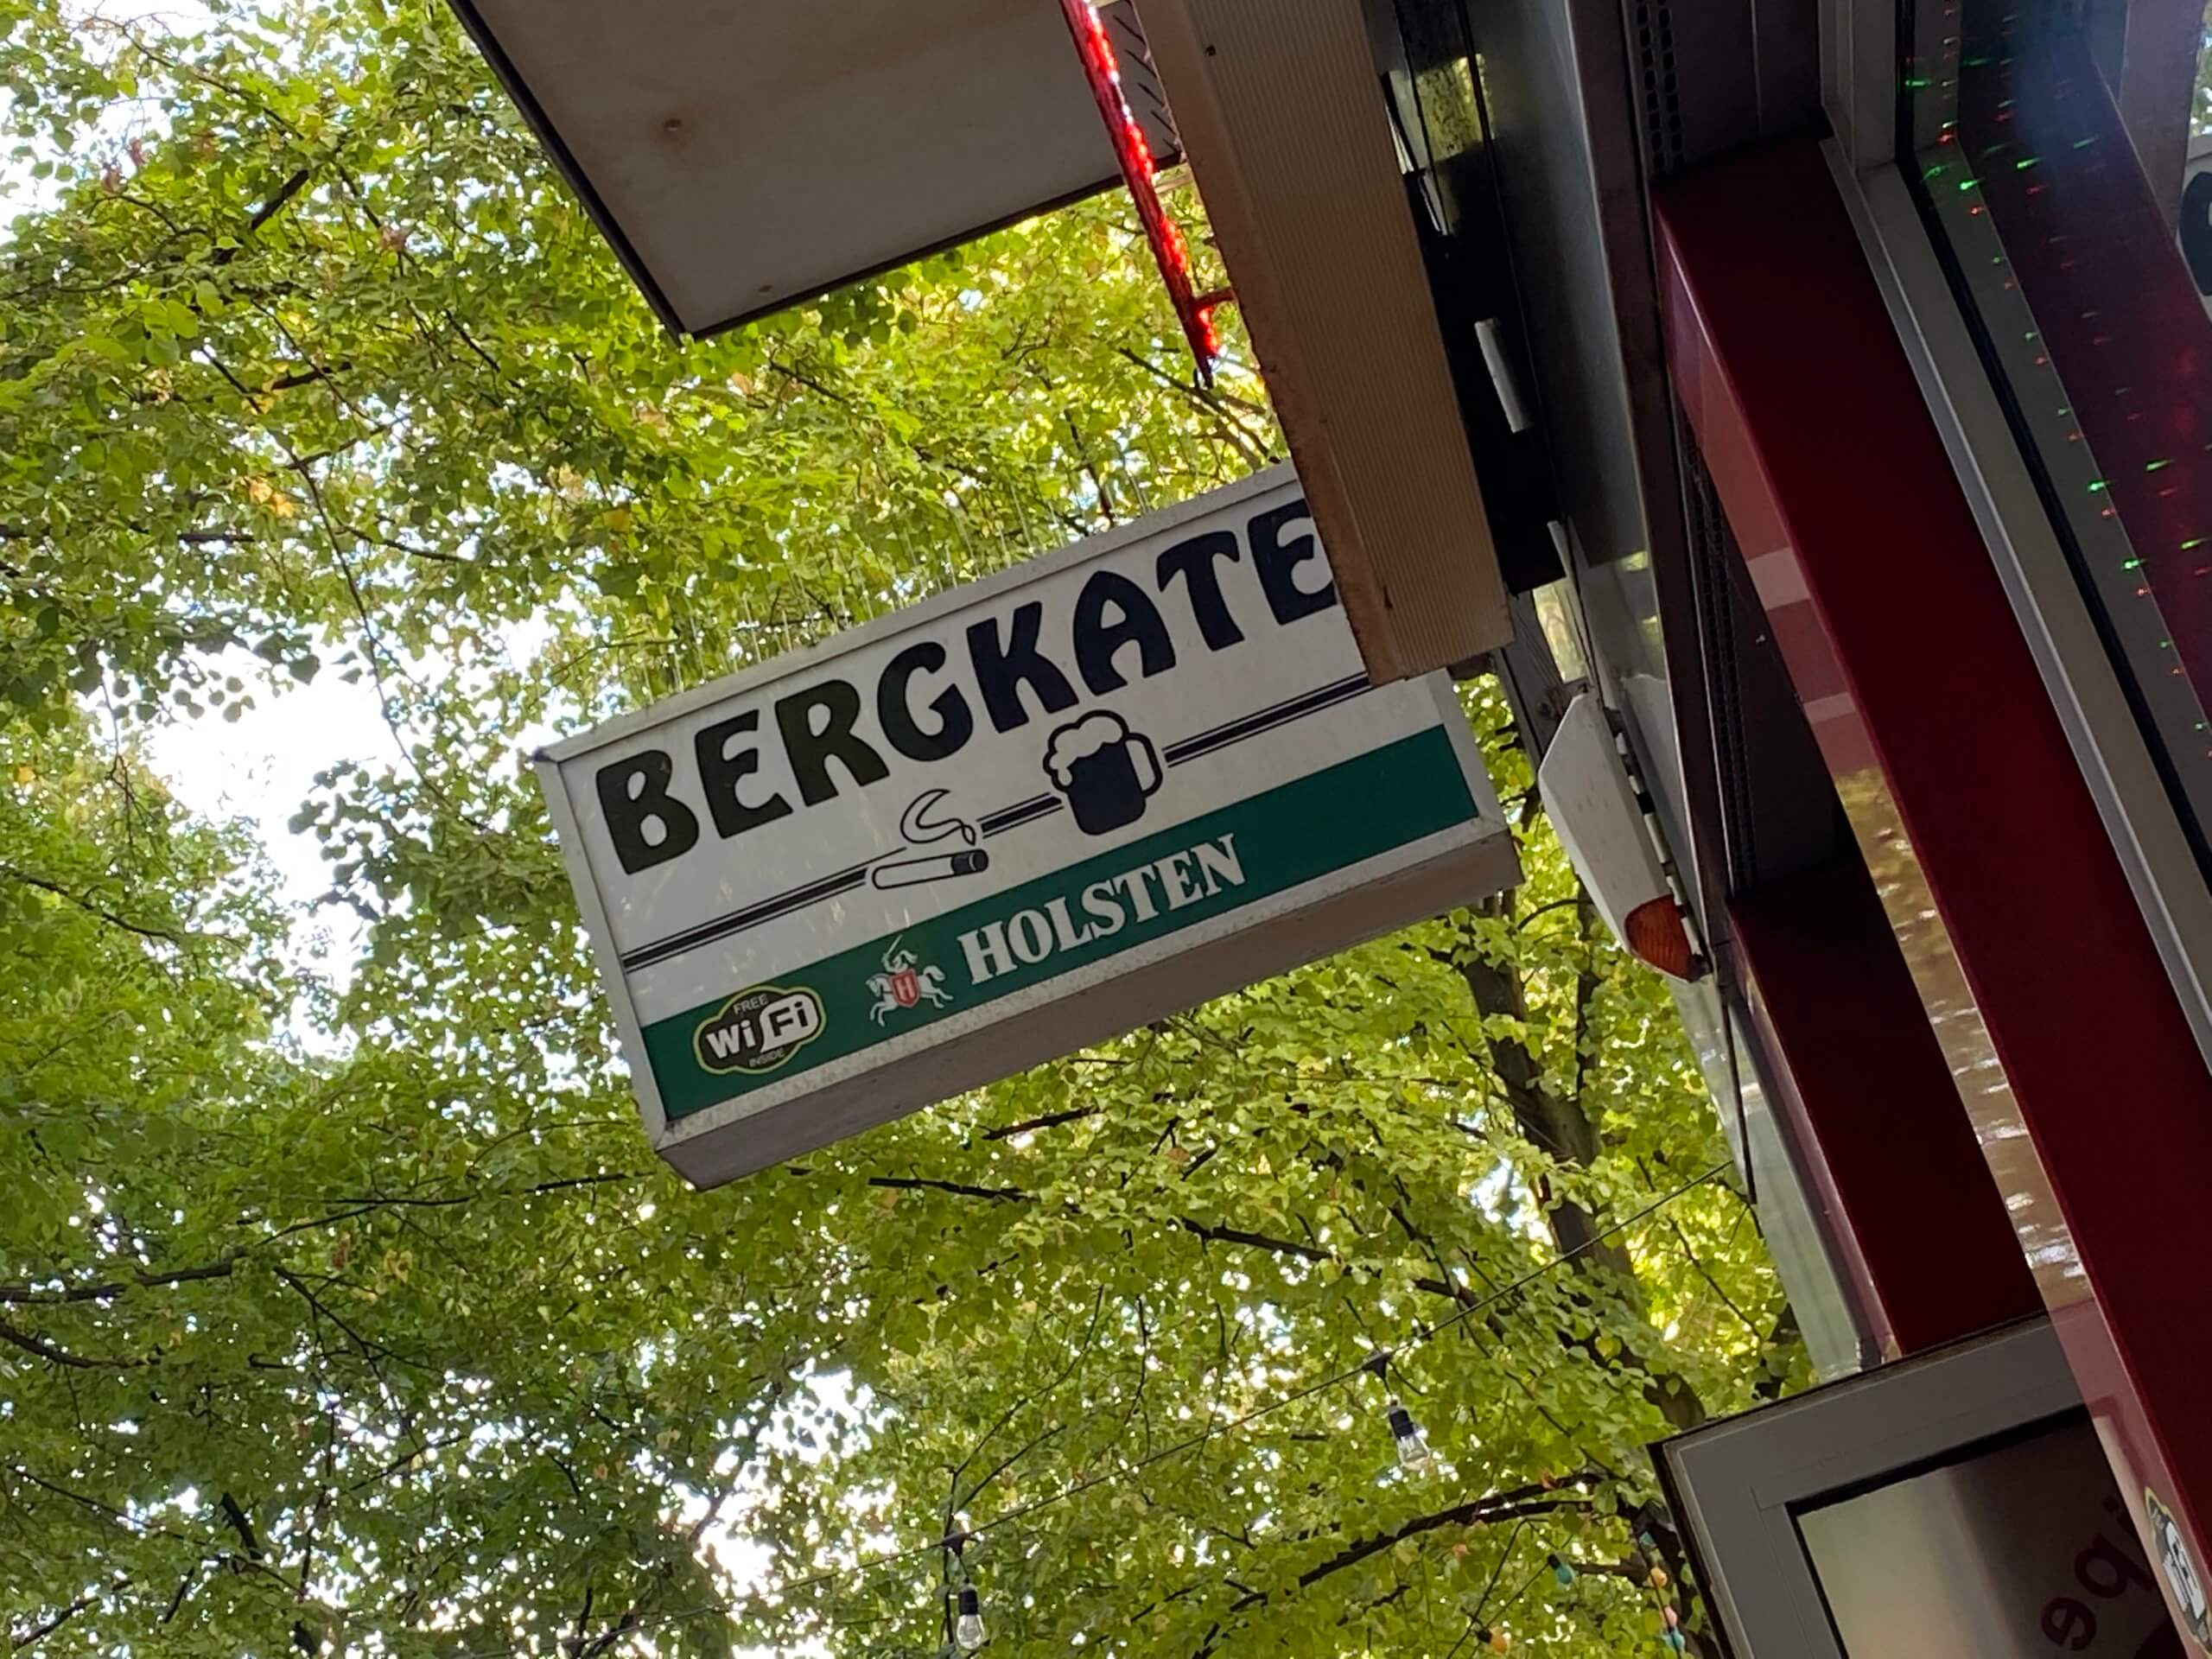 BERGKATE
HOLSTEN
FREE
WiFi
INSIDE
H